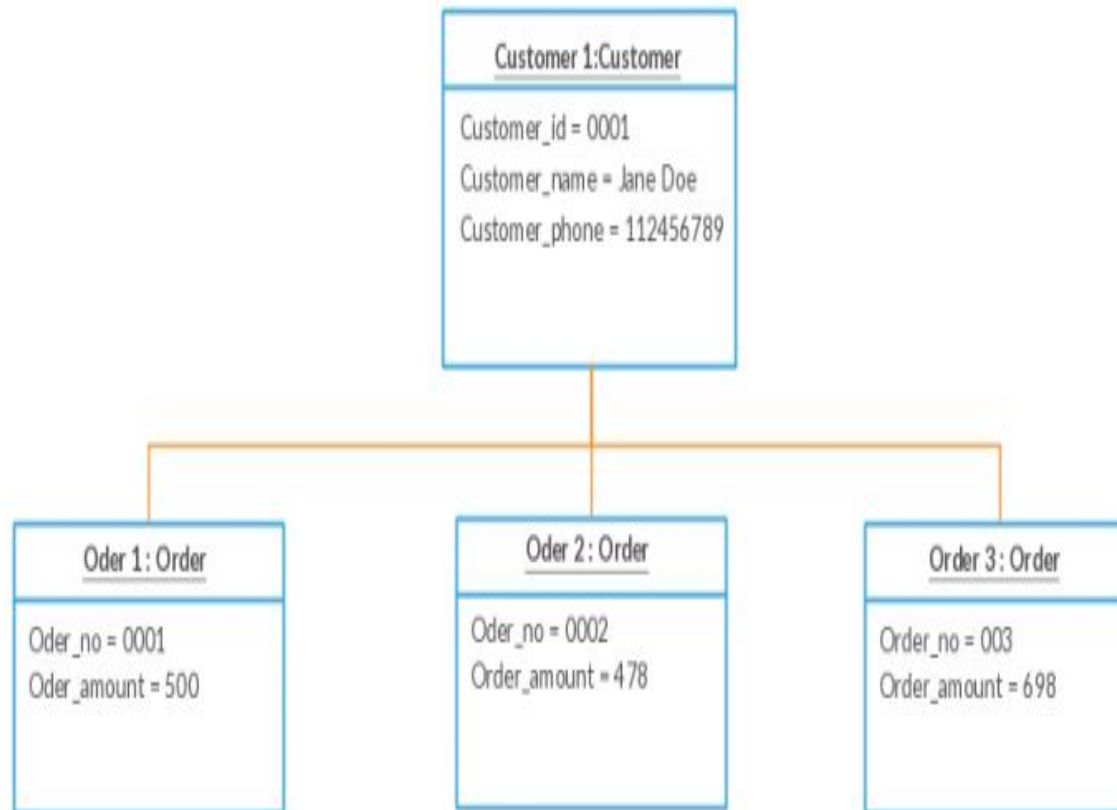 Customer 1:Customer
Customer_id = 0001
Customer_name = Jane Doe
Customer_phone = 112456789
Oder 1 : Order
Oder_no = 0001
Oder_amount = 500
Oder 2 : Order
Oder_no = 0002
Order_amount = 478
Order 3 : Order
Order_no = 003
Order_amount = 698